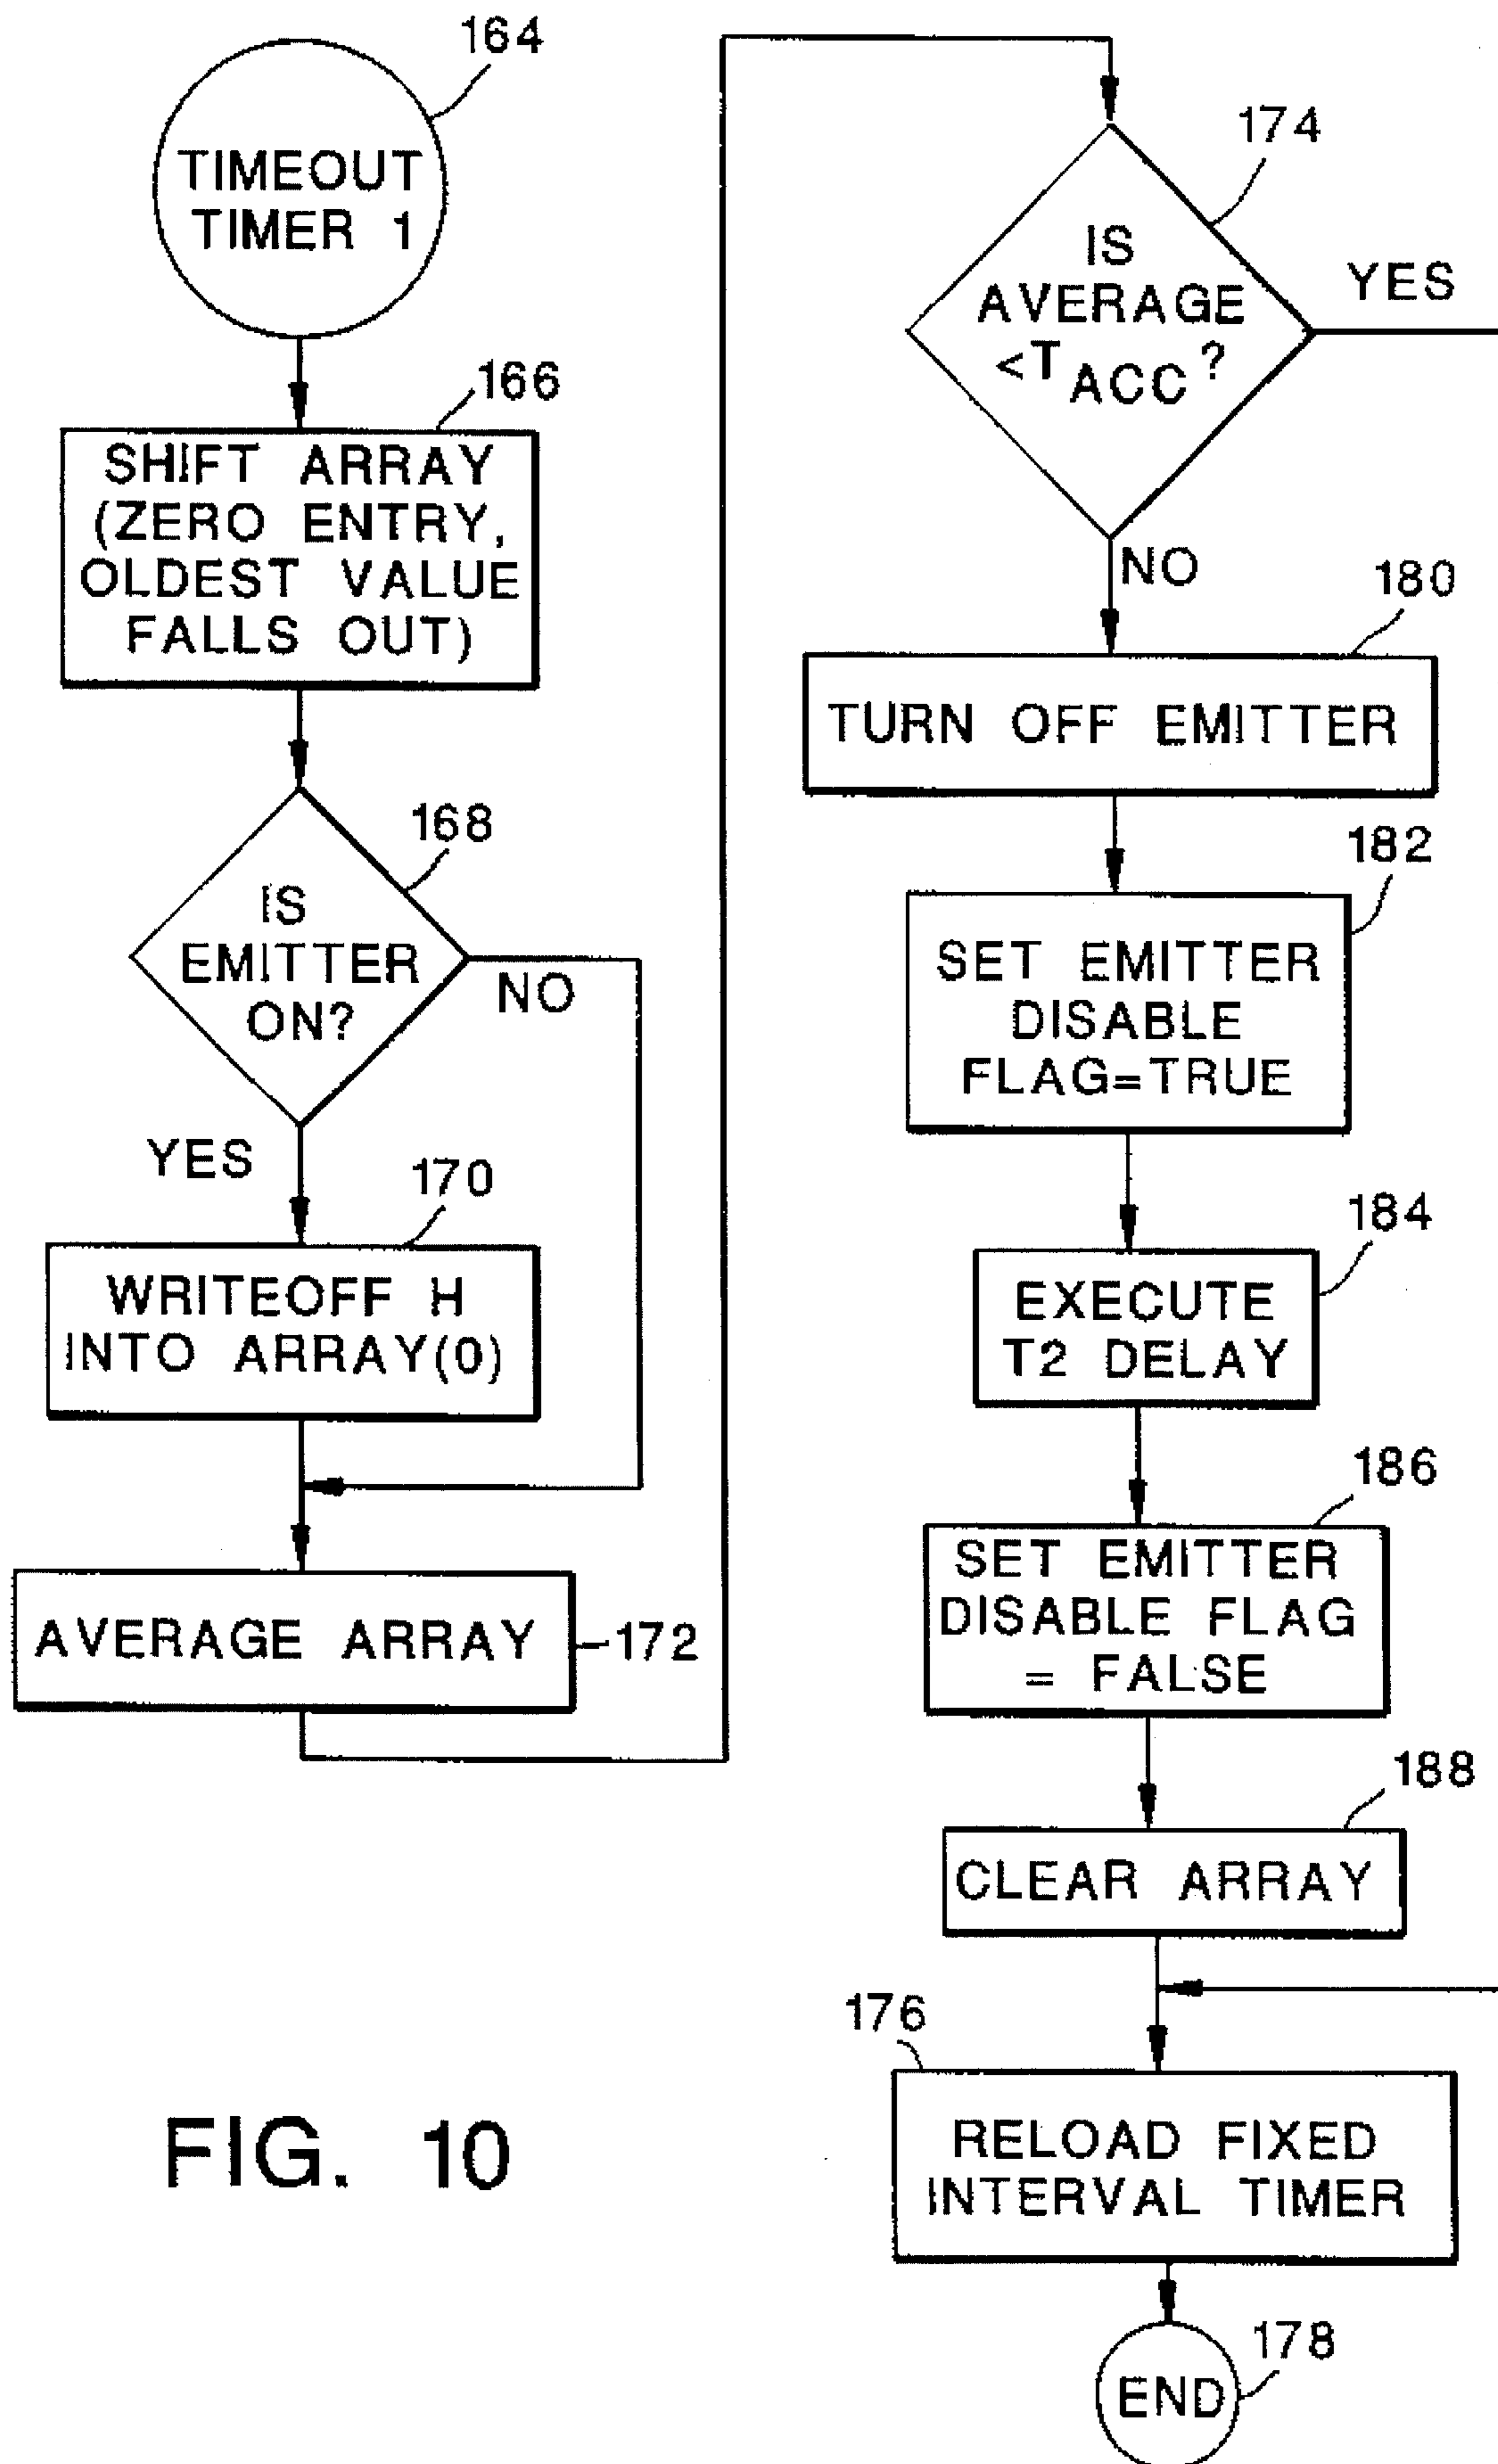 164
TIMEOUT
TIMER 1
166
SHIFT ARRAY
(ZERO ENTRY,
OLDEST VALUE
FALLS OUT)
168
IS
EMITTER
ON?
NO
YES
170
WRITEOFF H
INTO ARRAY(0)
AVERAGE ARRAY
172
174
IS
AVERAGE
<TACC?
YES
NO
180
TURN OFF EMITTER
182
SET EMITTER
DISABLE
FLAG=TRUE
184
EXECUTE
T2 DELAY
186
SET EMITTER
DISABLE FLAG
= FALSE
188
CLEAR ARRAY
176
RELOAD FIXED
INTERVAL TIMER
178
END
FIG. 10